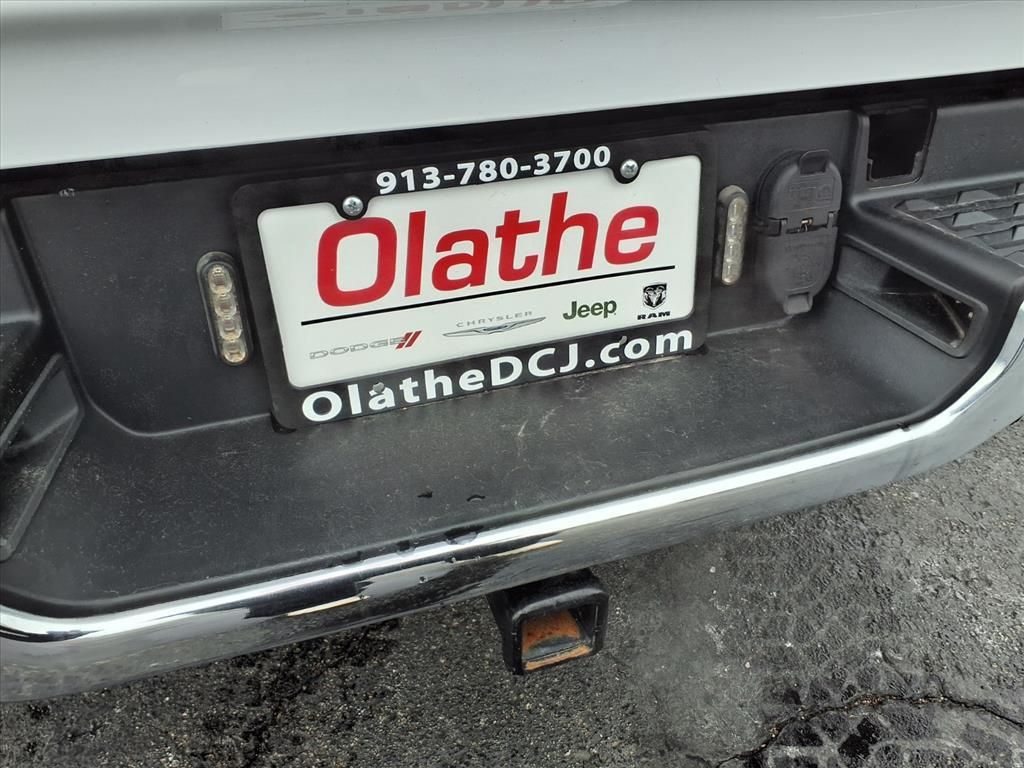 913-780-3700
Olathe
DODGE CHRYSLER Jeep RAM
OlatheDCJ.com